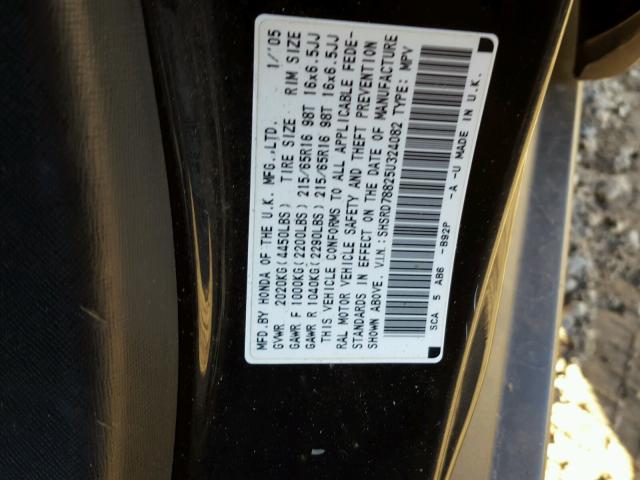 MFD.BY HONDA OF THE U.K. MFG.,LTD. 1/'05
GVWR 2020KG(4450LBS) TIRE SIZE RIM SIZE
GAWR F 1000KG(2200LBS) 215/65R16 98T 16x6.5JJ
GAWR R 1040KG(2290LBS) 215/65R16 98T 16x6.5JJ
THIS VEHICLE CONFORMS TO ALL APPLICABLE FEDE-
RAL MOTOR VEHICLE SAFETY AND THEFT PREVENTION
STANDARDS IN EFFECT ON THE DATE OF MANUFACTURE
SHOWN ABOVE. V.I.N.:SHSRD78825U324082 TYPE: MPV
SCA 5 AB6 -B92P -A -U MADE IN U.K.